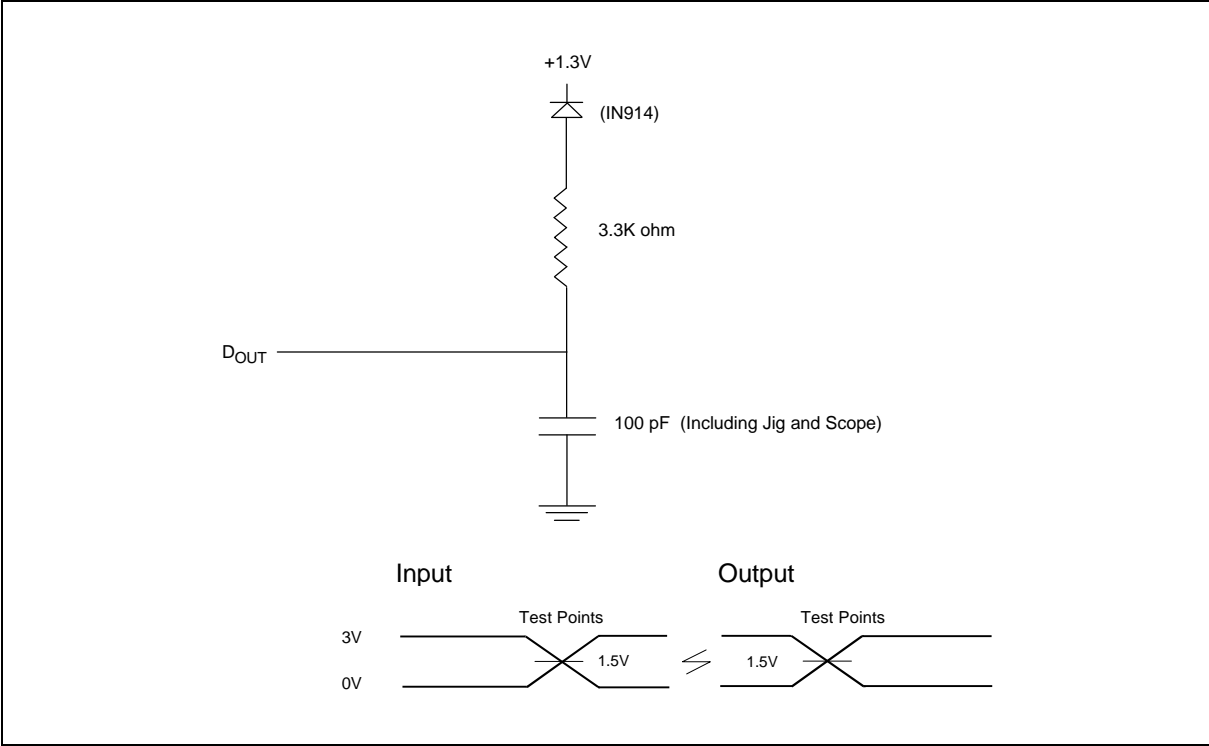 +1.3V
(IN914)
3.3K ohm
DOUT
100 pF (Including Jig and Scope)
Input Output
Test Points Test Points
3V
1.5V 1.5V
0V